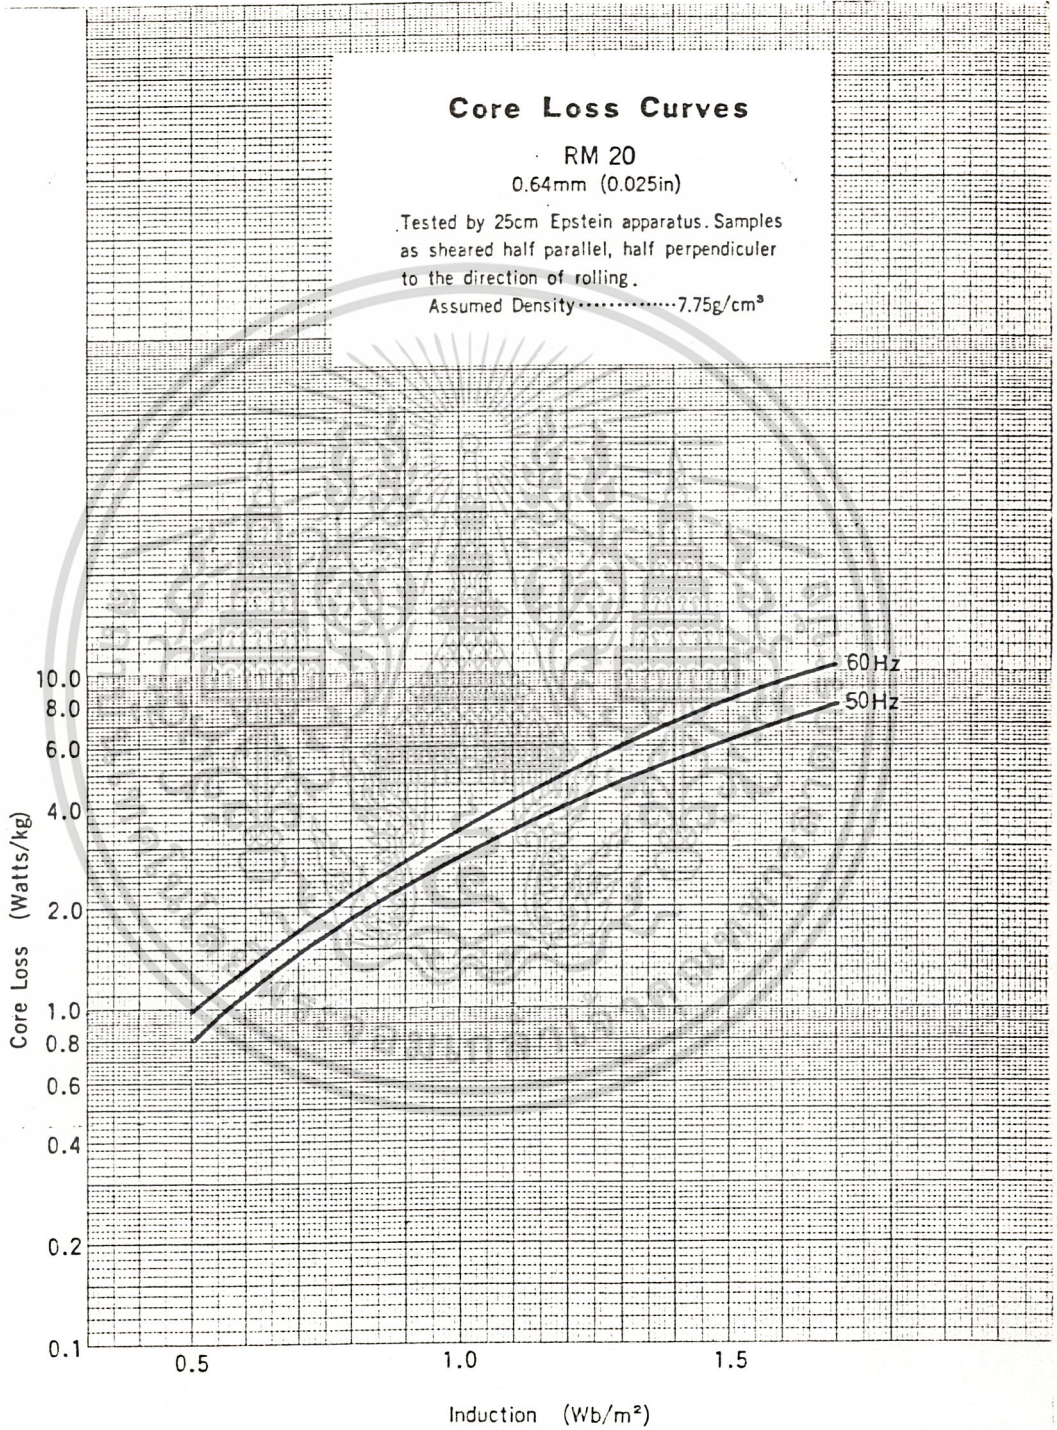 Core Loss Curves
RM 20
0.64mm (0.025in)
Tested by 25cm Epstein apparatus. Samples
as sheared half parallel, half perpendiculer
to the direction of rolling.
Assumed Density··············7.75g/cm³
60Hz
50Hz
10.0
8.0
6.0
4.0
2.0
1.0
0.8
0.6
0.4
0.2
0.1
Core Loss (Watts/kg)
0.5
1.0
1.5
Induction (Wb/m²)